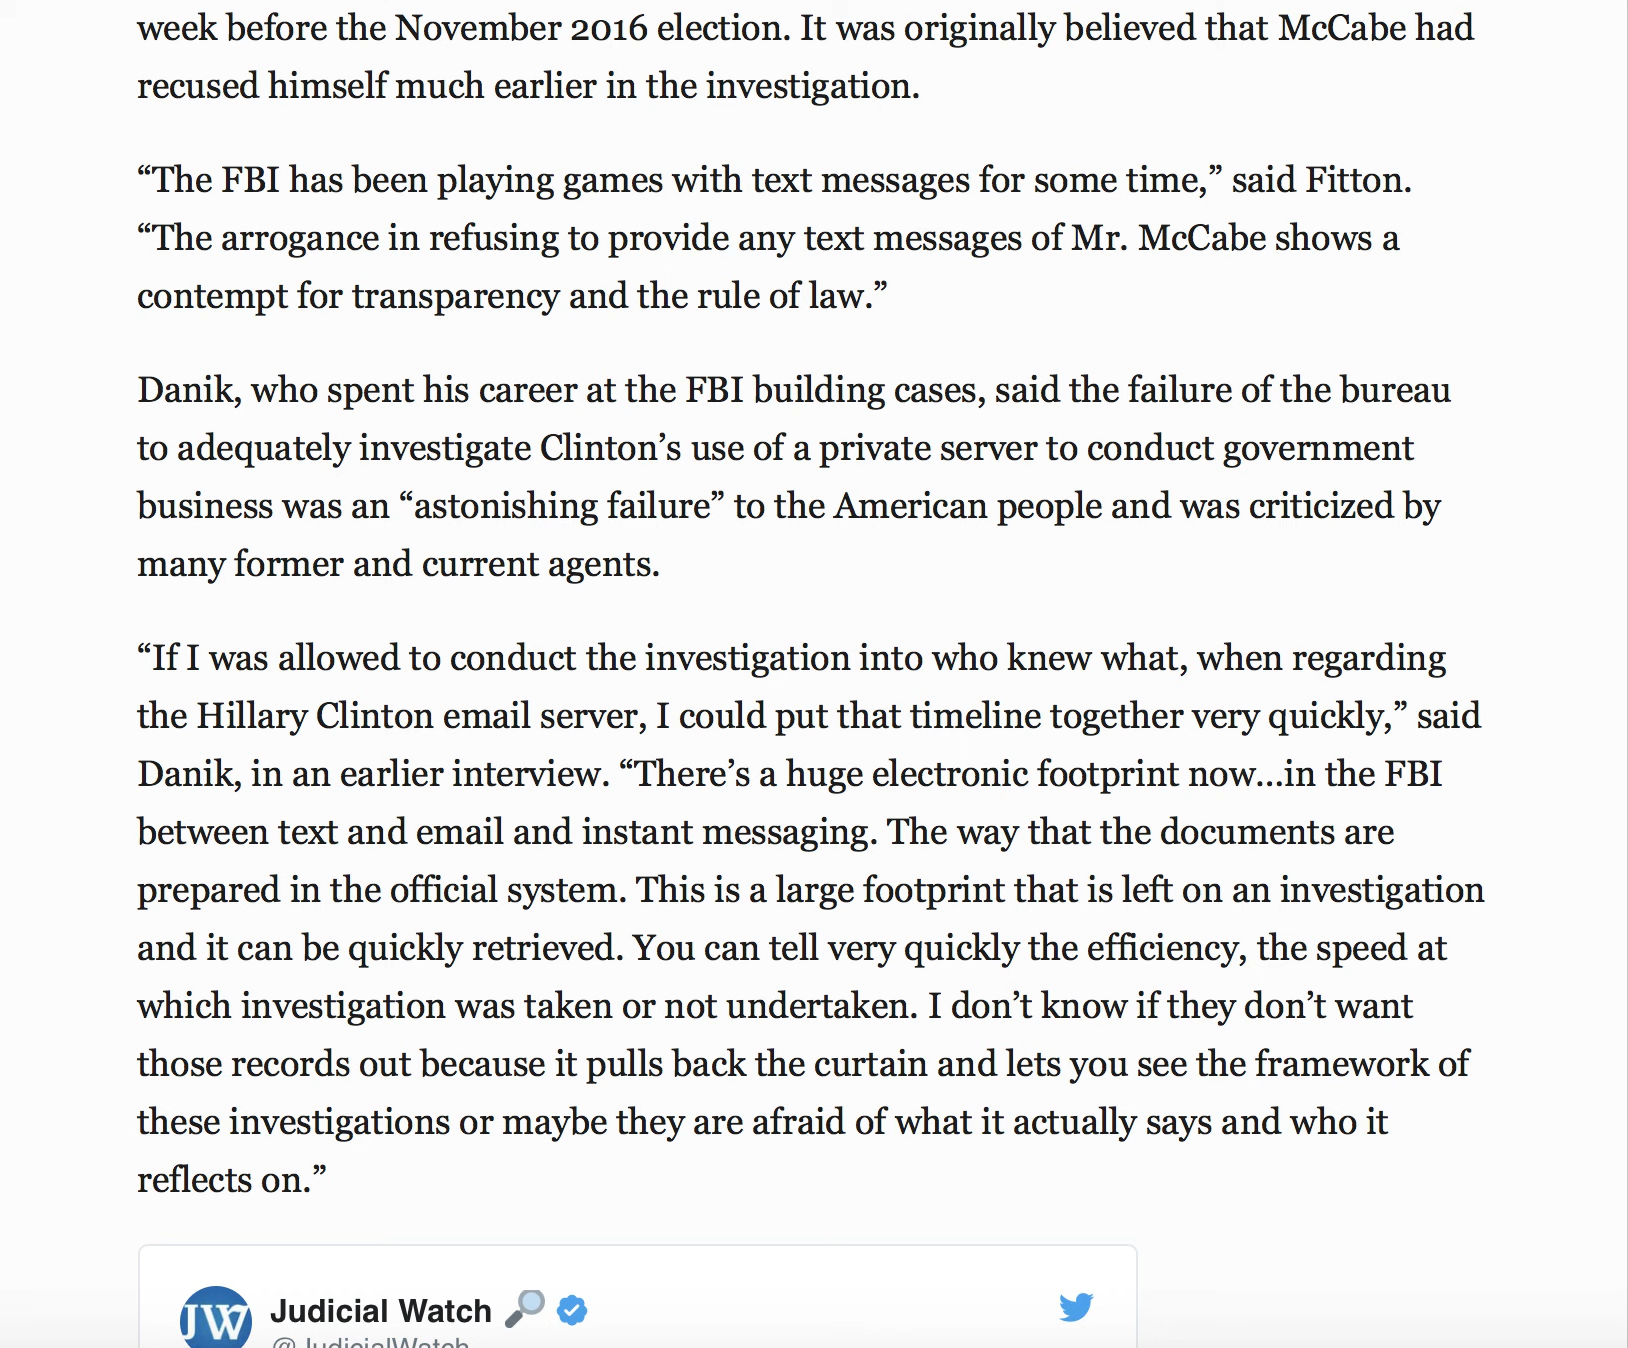 week before the November 2016 election. It was originally believed that McCabe had
recused himself much earlier in the investigation.
“The FBI has been playing games with text messages for some time,” said Fitton.
“The arrogance in refusing to provide any text messages of Mr. McCabe shows a
contempt for transparency and the rule of law.”
Danik, who spent his career at the FBI building cases, said the failure of the bureau
to adequately investigate Clinton’s use of a private server to conduct government
business was an “astonishing failure” to the American people and was criticized by
many former and current agents.
“If I was allowed to conduct the investigation into who knew what, when regarding
the Hillary Clinton email server, I could put that timeline together very quickly,” said
Danik, in an earlier interview. “There’s a huge electronic footprint now…in the FBI
between text and email and instant messaging. The way that the documents are
prepared in the official system. This is a large footprint that is left on an investigation
and it can be quickly retrieved. You can tell very quickly the efficiency, the speed at
which investigation was taken or not undertaken. I don’t know if they don’t want
those records out because it pulls back the curtain and lets you see the framework of
these investigations or maybe they are afraid of what it actually says and who it
reflects on.”
JW Judicial Watch
@JudicialWatch